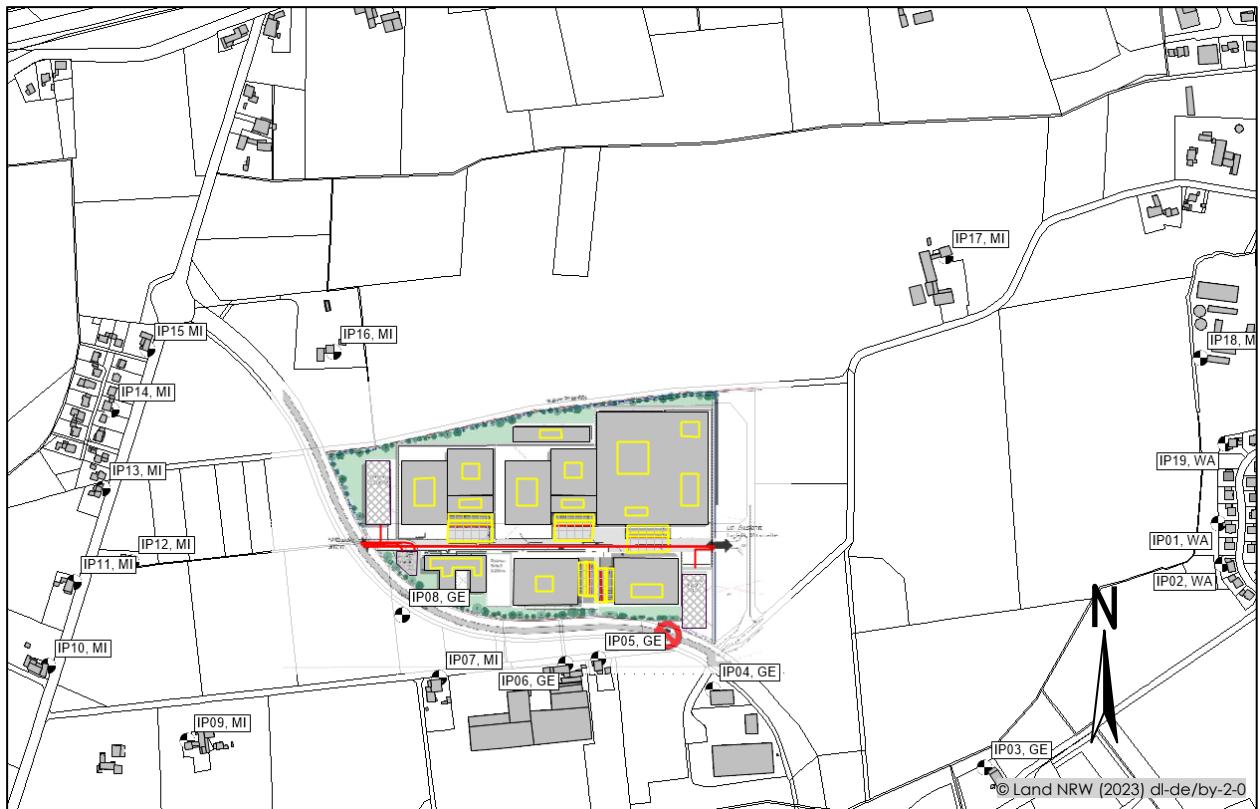 IP17, MI
IP15 MI
IP16, MI
IP18, M
IP14, MI
IP19, WA
IP13, MI
IP12, MI
IP01, WA
IP11, MI
IP02, WA
IP08, GE
N
IP10, MI
IP05, GE
IP07, MI
IP04, GE
IP06, GE
IP09, MI
IP03, GE
© Land NRW (2023) dl-de/by-2-0